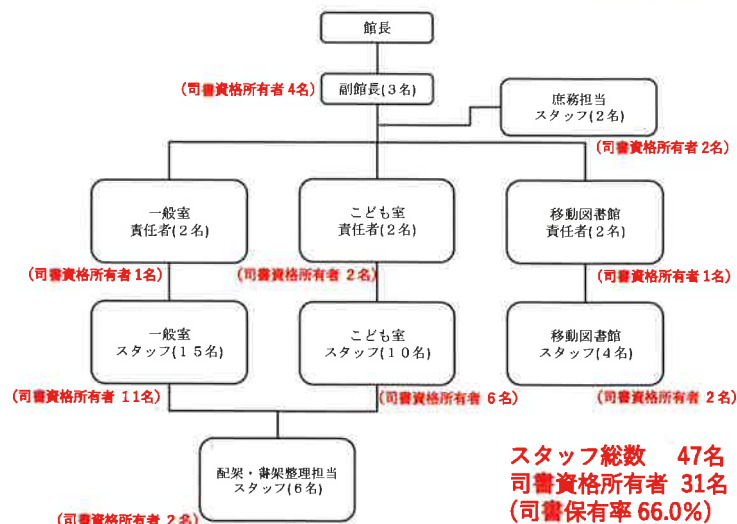 館長
(司書資格所有者4名)
副館長(3名)
庶務担当
スタッフ(2名)
(司書資格所有者2名)
一般室
責任者(2名)
こども室
責任者(2名)
移動図書館
責任者(2名)
(司書資格所有者1名)
(司書資格所有者 2名)
(司書資格所有者1名)
一般室
スタッフ(15名)
こども室
スタッフ(10名)
移動図書館
スタッフ(4名)
(司書資格所有者 11名)
(司書資格所有者 6名)
(司書資格所有者 2名)
配架・書架整理担当
スタッフ(6名)
(司書資格所有者 2名)
スタッフ総数 47名
司書資格所有者 31名
(司書保有率 66.0%)